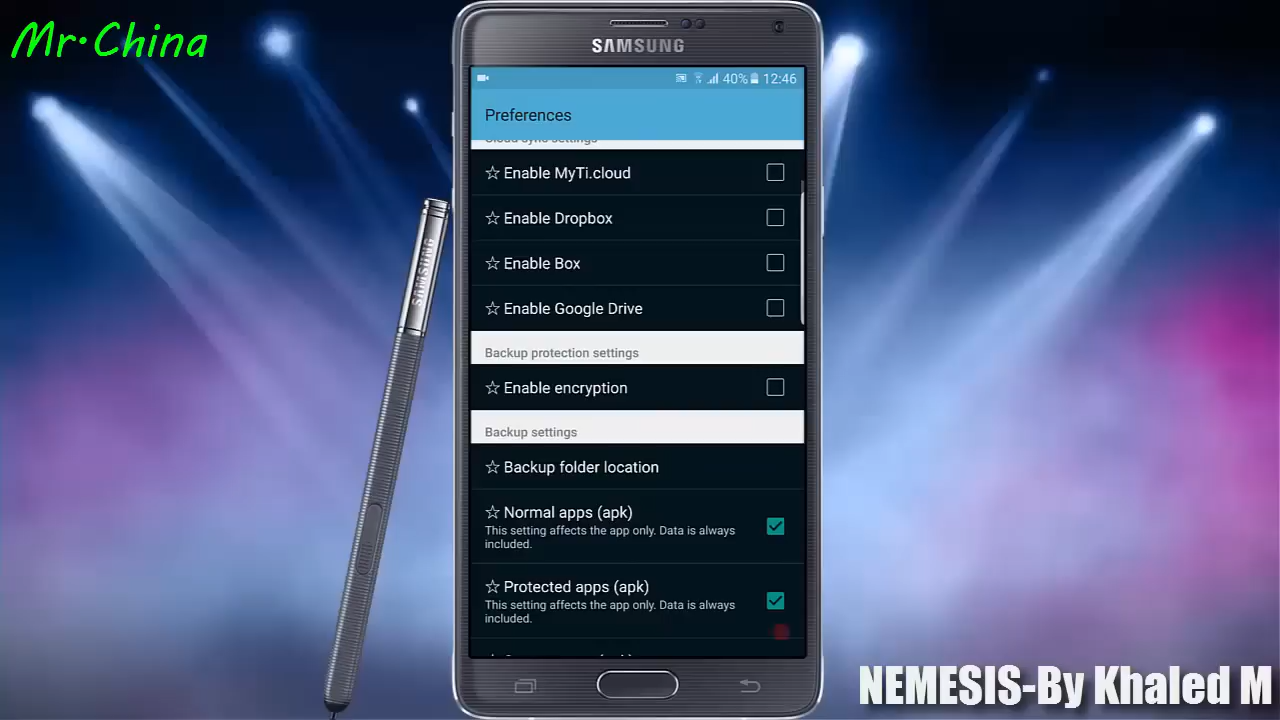 Mr.China
SAMSUNG
40% 12:46
Preferences
Cloud sync settings
☆ Enable MyTi.cloud
☆ Enable Dropbox
☆ Enable Box
☆ Enable Google Drive
Backup protection settings
☆ Enable encryption
Backup settings
☆ Backup folder location
☆ Normal apps (apk)
This setting affects the app only. Data is always
included.
☆ Protected apps (apk)
This setting affects the app only. Data is always
included.
SAMSUNG
NEMESIS-By Khaled M